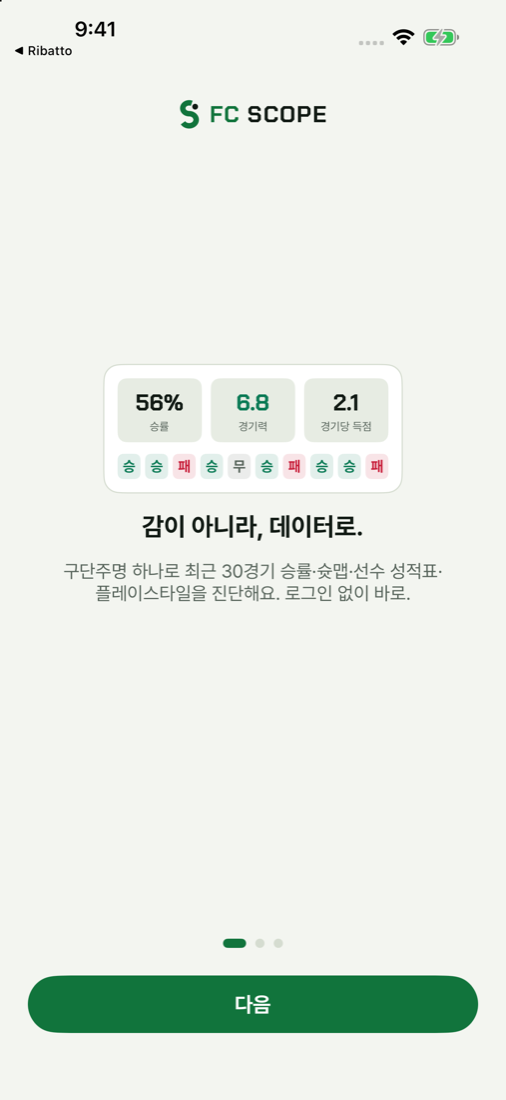 9:41
◀ Ribatto
FC SCOPE
56% 6.8 2.1
승률 경기력 경기당 득점
승 승 패 승 무 승 패 승 승 패
감이 아니라, 데이터로.
구단주명 하나로 최근 30경기 승률·슛맵·선수 성적표·
플레이스타일을 진단해요. 로그인 없이 바로.
다음